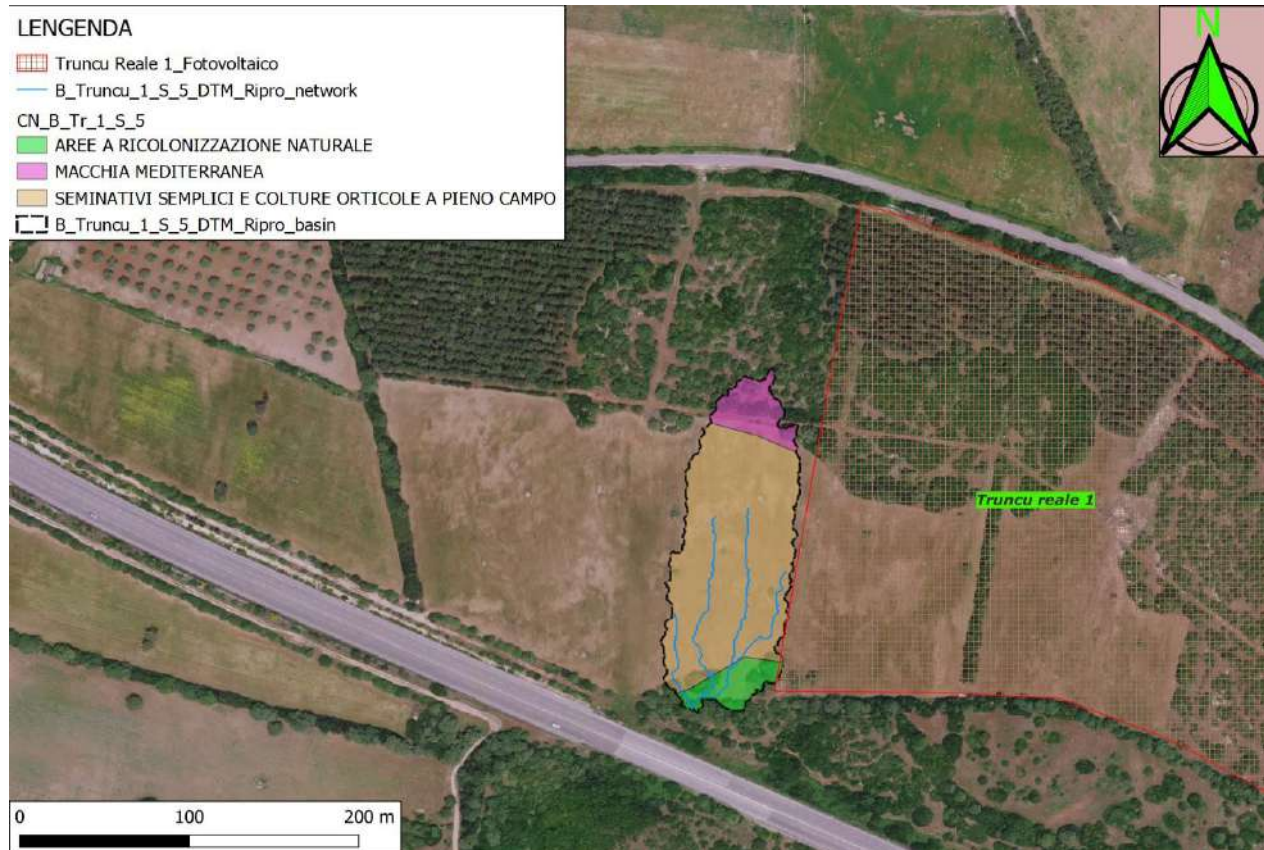 LENGENDA
Truncu Reale 1_Fotovoltaico
B_Truncu_1_S_5_DTM_Ripro_network
CN_B_Tr_1_S_5
AREE A RICOLONIZZAZIONE NATURALE
MACCHIA MEDITERRANEA
SEMINATIVI SEMPLICI E COLTURE ORTICOLE A PIENO CAMPO
B_Truncu_1_S_5_DTM_Ripro_basin
N
Truncu reale 1
0 100 200 m